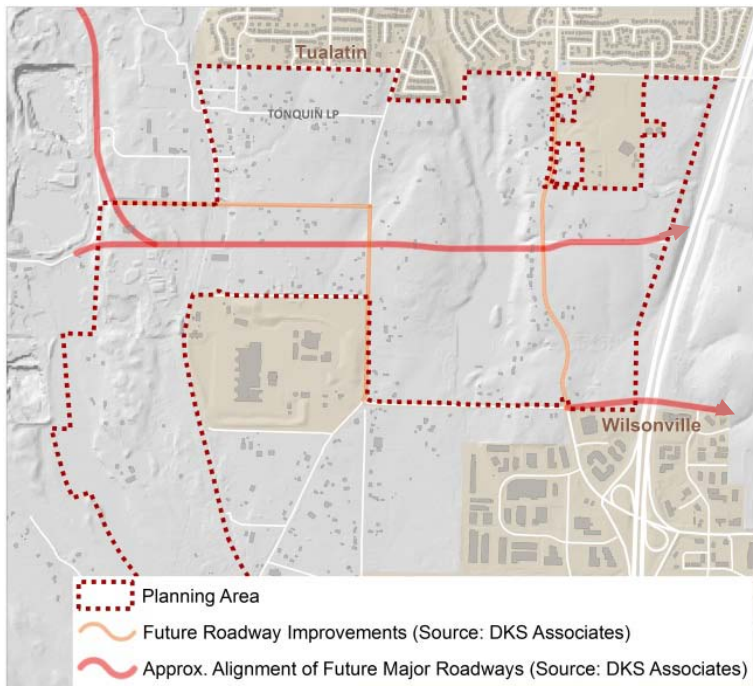 Tualatin
TONQUIN LP
Wilsonville
Planning Area
Future Roadway Improvements (Source: DKS Associates)
Approx. Alignment of Future Major Roadways (Source: DKS Associates)